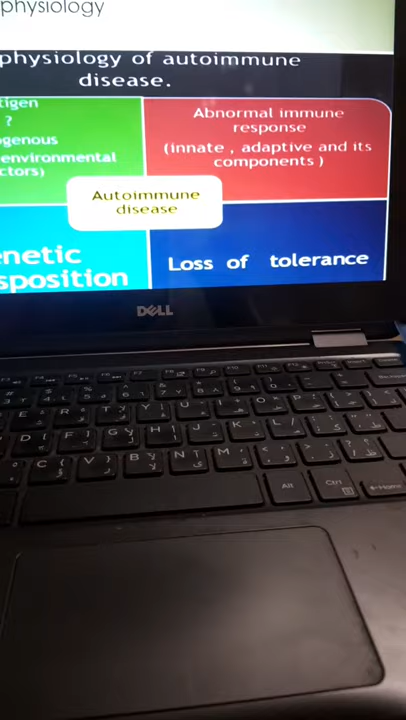 physiology
physiology of autoimmune
disease.
tigen
?
genous
environmental
ctors)
Abnormal immune
response
(innate , adaptive and its
components )
Autoimmune
disease
netic
sposition
Loss of tolerance
DELL
E R T Y U I O P
D F G H J K L
C V B N M
Alt Ctrl Home